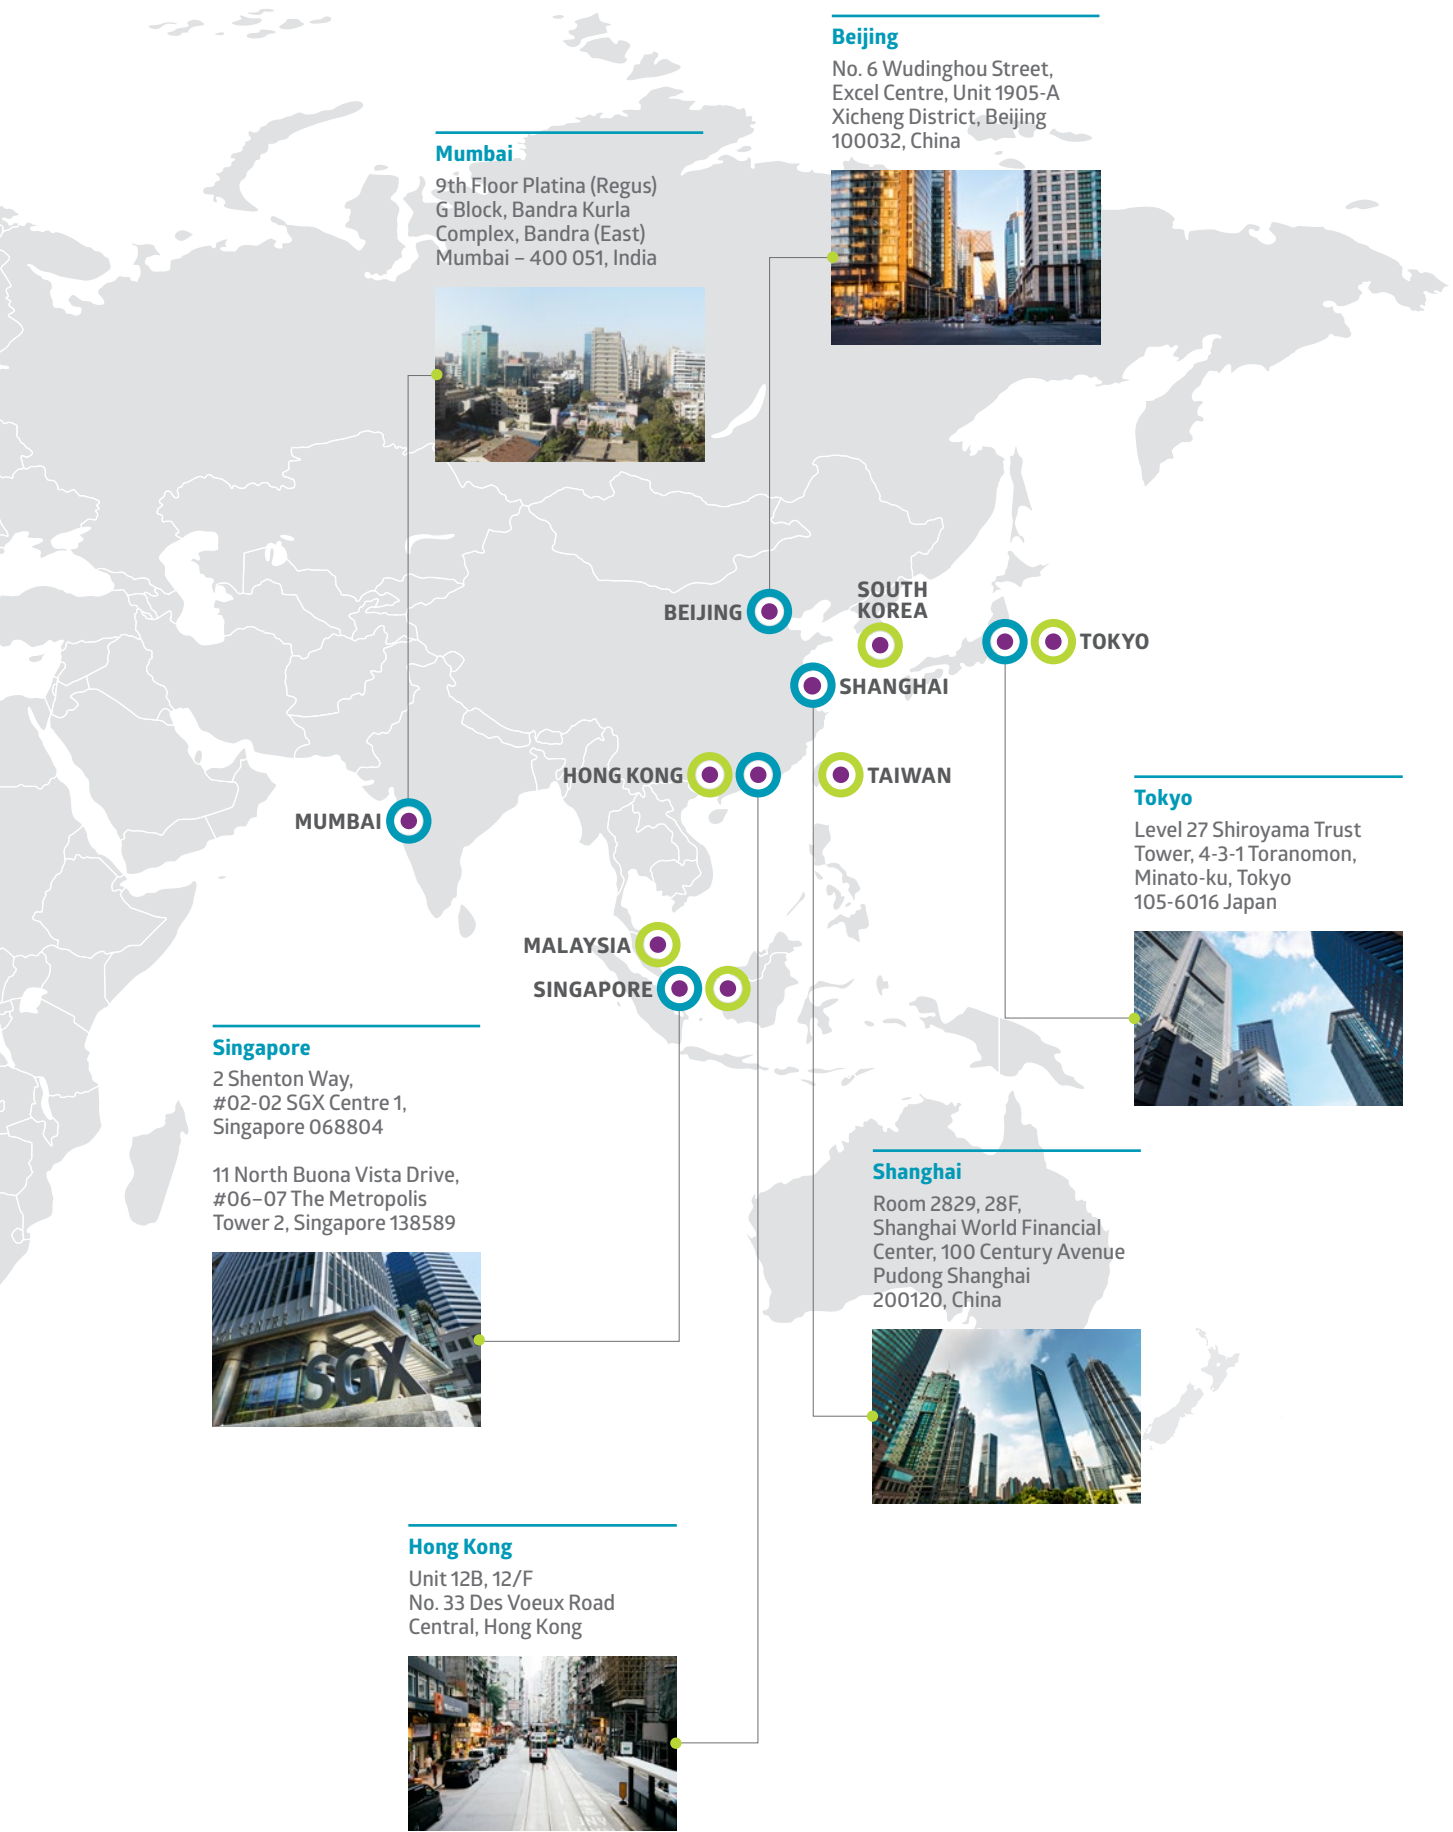 Beijing
No. 6 Wudinghou Street,
Excel Centre, Unit 1905-A
Xicheng District, Beijing
100032, China
Mumbai
9th Floor Platina (Regus)
G Block, Bandra Kurla
Complex, Bandra (East)
Mumbai – 400 051, India
SOUTH
KOREA
BEIJING
TOKYO
SHANGHAI
HONG KONG
TAIWAN
MUMBAI
Tokyo
Level 27 Shiroyama Trust
Tower, 4-3-1 Toranomon,
Minato-ku, Tokyo
105-6016 Japan
MALAYSIA
SINGAPORE
Singapore
2 Shenton Way,
#02-02 SGX Centre 1,
Singapore 068804
11 North Buona Vista Drive,
#06–07 The Metropolis
Tower 2, Singapore 138589
CENTRE
SGX
Shanghai
Room 2829, 28F,
Shanghai World Financial
Center, 100 Century Avenue
Pudong Shanghai
200120, China
Hong Kong
Unit 12B, 12/F
No. 33 Des Voeux Road
Central, Hong Kong